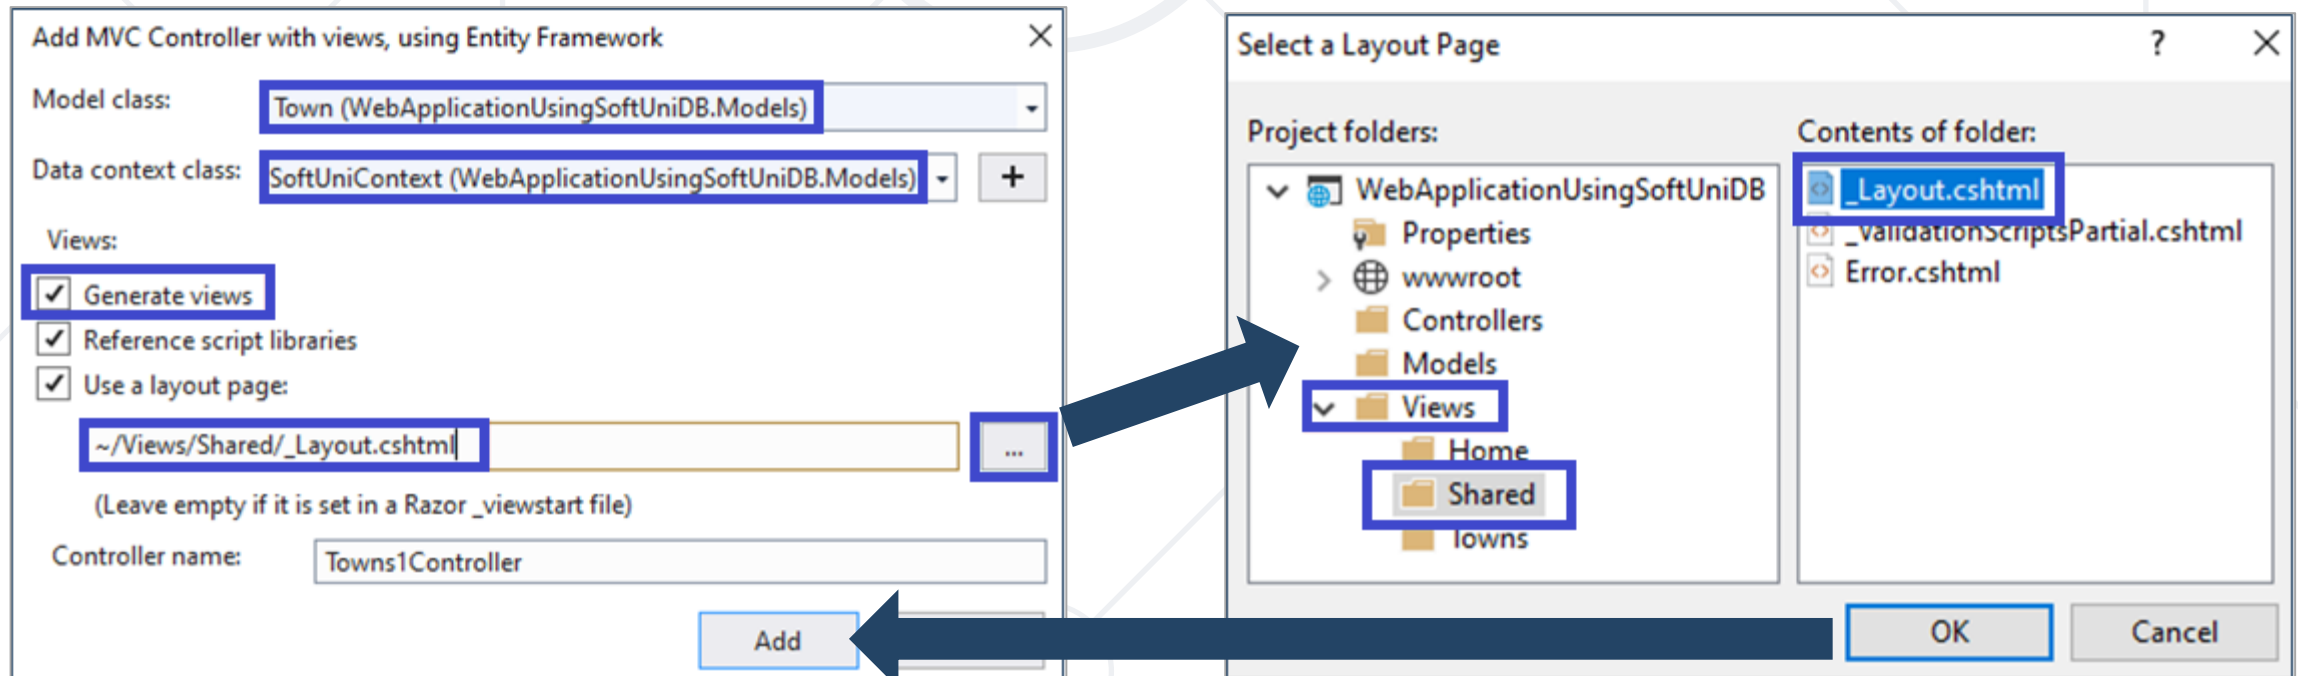 Add MVC Controller with views, using Entity Framework
Model class:
Town (WebApplicationUsingSoftUniDB.Models)
Data context class:
SoftUniContext (WebApplicationUsingSoftUniDB.Models)
+
Views:
Generate views
Reference script libraries
Use a layout page:
~/Views/Shared/_Layout.cshtml
...
(Leave empty if it is set in a Razor _viewstart file)
Controller name:
Towns1Controller
Add
Select a Layout Page
?
Project folders:
WebApplicationUsingSoftUniDB
Properties
wwwroot
Controllers
Models
Views
Home
Shared
Towns
Contents of folder:
_Layout.cshtml
_ValidationScriptsPartial.cshtml
Error.cshtml
OK
Cancel